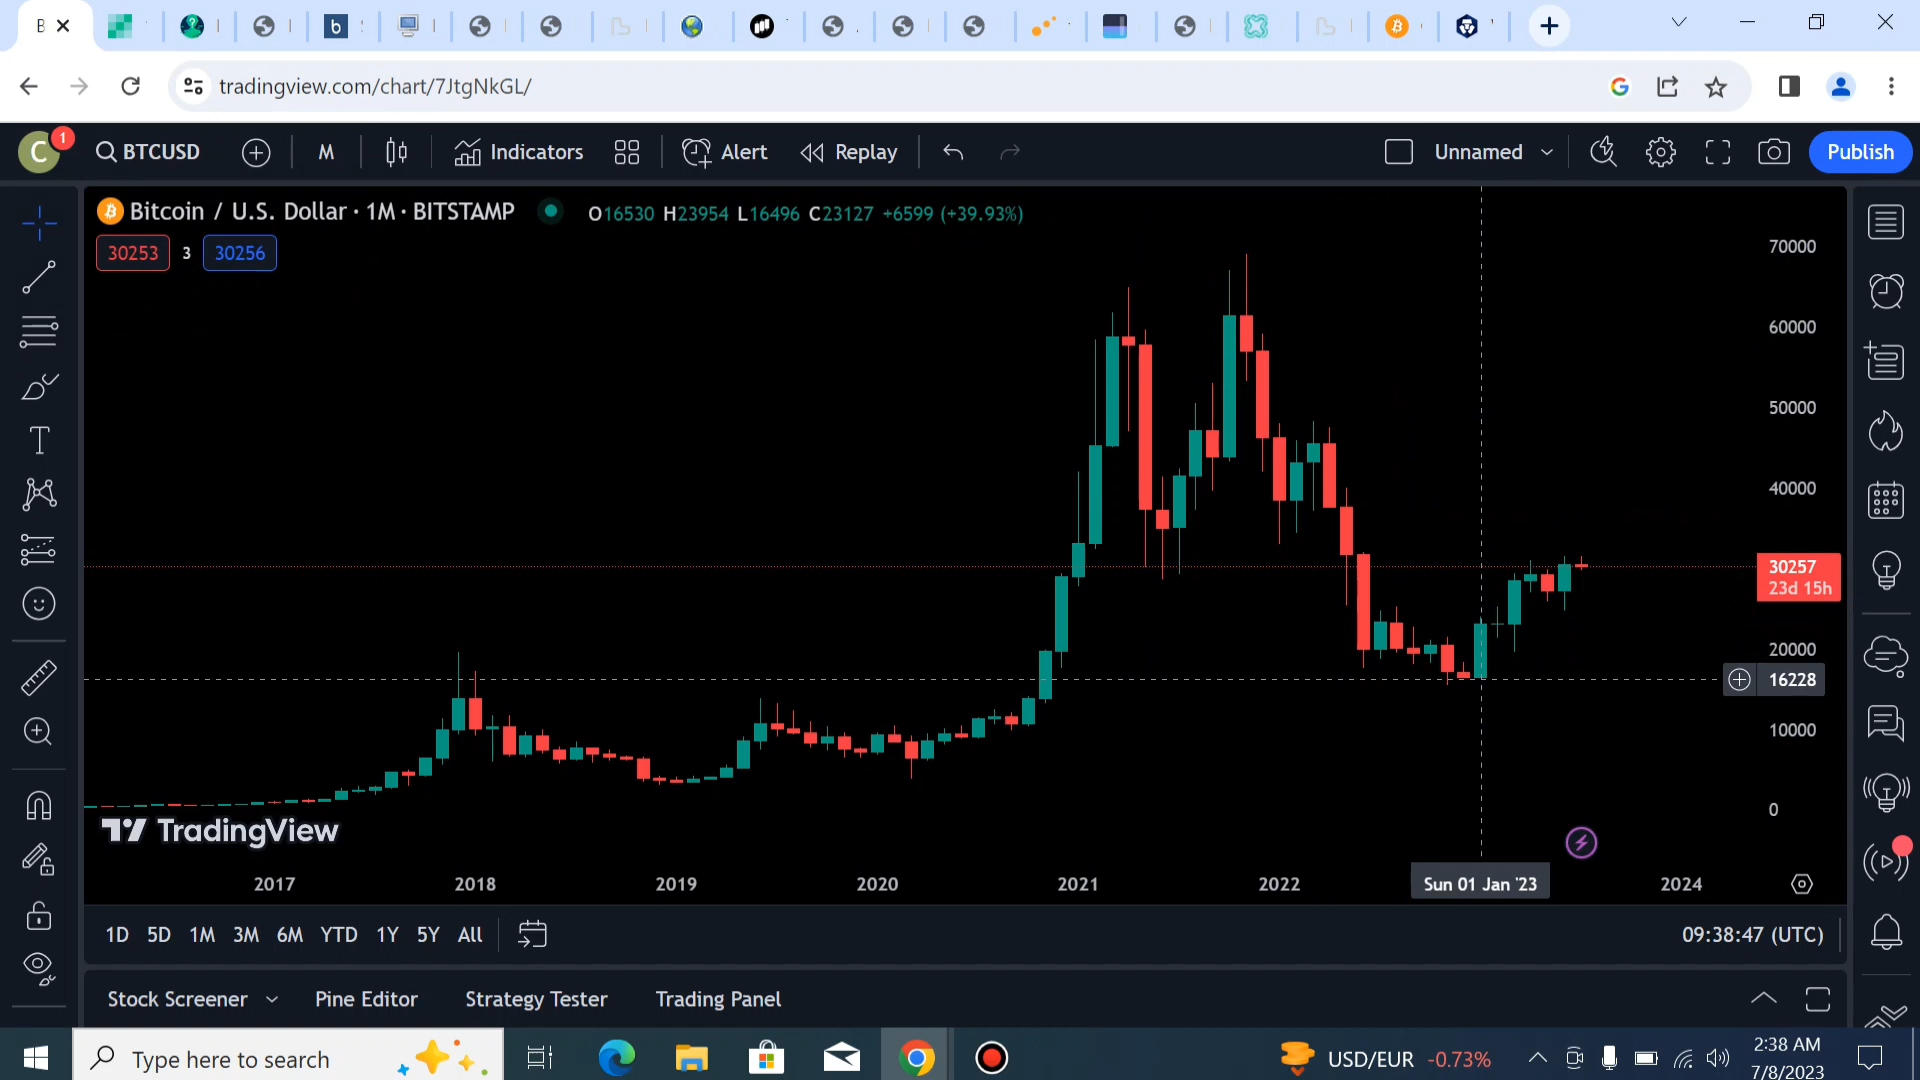 B
b
tradingview.com/chart/7JtgNkGL/
C
1
BTCUSD
M
Indicators
Alert
Replay
Unnamed
Publish
Bitcoin / U.S. Dollar · 1M · BITSTAMP
O16530 H23954 L16496 C23127 +6599 (+39.93%)
30253
3
30256
70000
60000
50000
40000
30257
23d 15h
20000
16228
10000
0
TradingView
2017
2018
2019
2020
2021
2022
Sun 01 Jan '23
2024
1D 5D 1M 3M 6M YTD 1Y 5Y All
09:38:47 (UTC)
Stock Screener
Pine Editor
Strategy Tester
Trading Panel
Type here to search
USD/EUR -0.73%
2:38 AM
7/8/2023